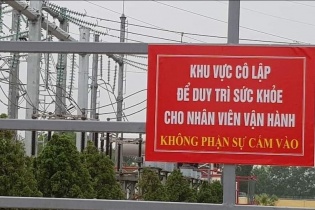 KHU VỰC CÔ LẬP
ĐỂ DUY TRÌ SỨC KHỎE
CHO NHÂN VIÊN VẬN HÀNH
KHÔNG PHẬN SỰ CẤM VÀO